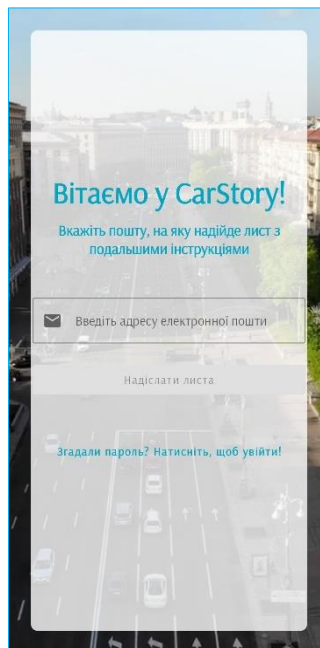 Вітаємо у CarStory!
Вкажіть пошту, на яку надійде лист з
подальшими інструкціями
Введіть адресу електронної пошти
Надіслати листа
Згадали пароль? Натисніть, щоб увійти!